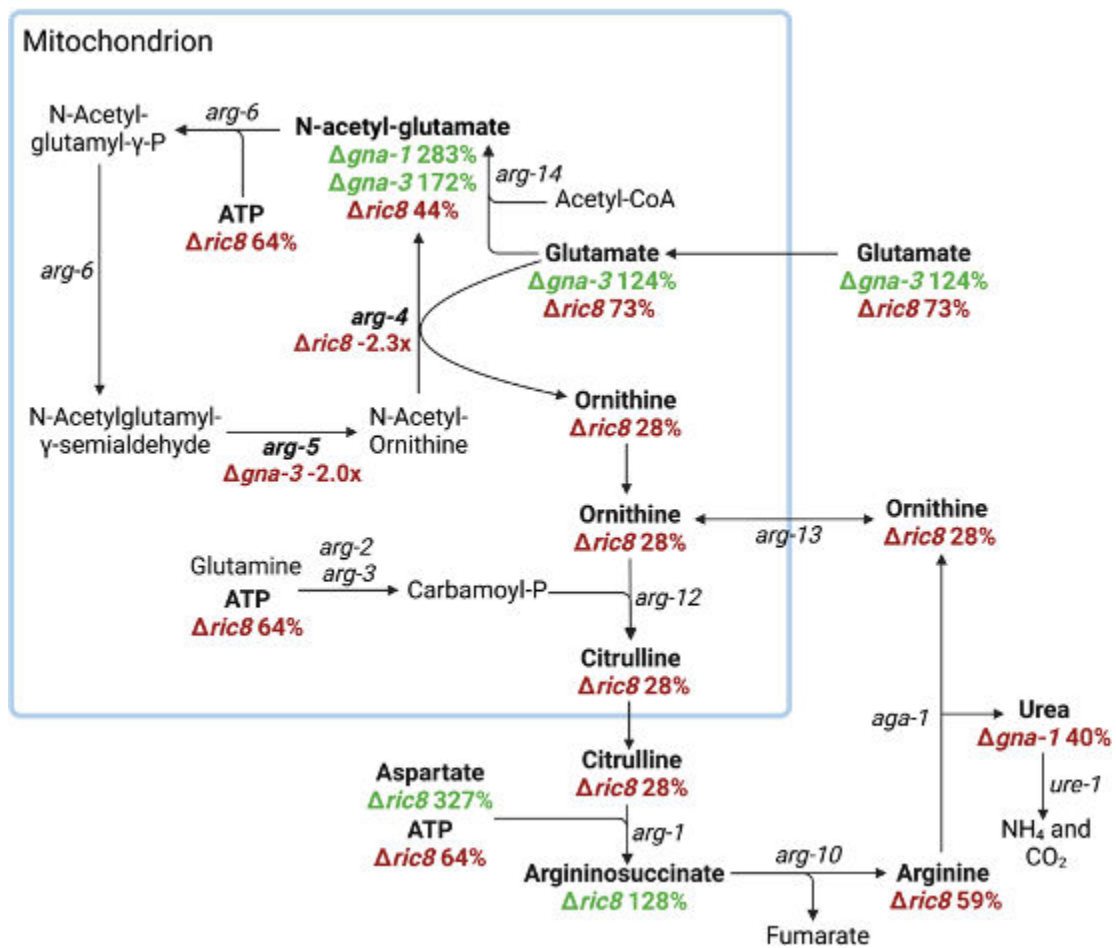 Mitochondrion
N-Acetyl-
glutamyl-γ-P
arg-6
N-acetyl-glutamate
Δgna-1 283%
Δgna-3 172%
Δric8 44%
arg-14
Acetyl-CoA
ATP
Δric8 64%
arg-6
Glutamate
Δgna-3 124%
Δric8 73%
Glutamate
Δgna-3 124%
Δric8 73%
arg-4
Δric8 -2.3x
N-Acetylglutamyl-
γ-semialdehyde
arg-5
Δgna-3 -2.0x
N-Acetyl-
Ornithine
Ornithine
Δric8 28%
Ornithine
Δric8 28%
arg-13
Ornithine
Δric8 28%
Glutamine
ATP
Δric8 64%
arg-2
arg-3
Carbamoyl-P
arg-12
Citrulline
Δric8 28%
Citrulline
Δric8 28%
Aspartate
Δric8 327%
ATP
Δric8 64%
arg-1
Argininosuccinate
Δric8 128%
arg-10
Fumarate
Arginine
Δric8 59%
aga-1
Urea
Δgna-1 40%
ure-1
NH₄ and
CO₂